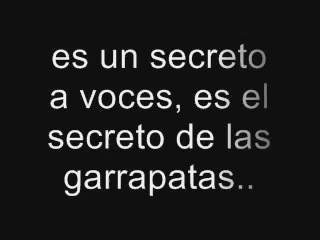 es un secreto
a voces, es el
secreto de las
garrapatas..